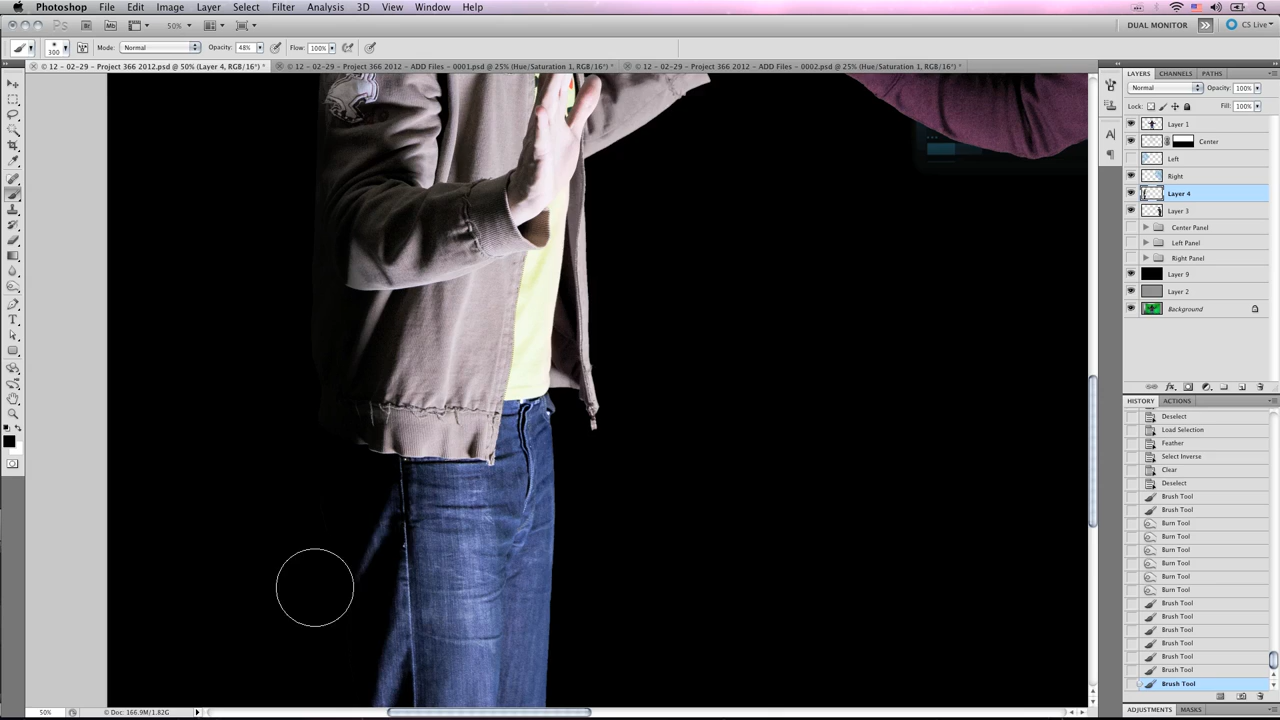 Photoshop File Edit Image Layer Select Filter Analysis 3D View Window Help
50% DUAL MONITOR CS Live
300 Mode: Normal Opacity: 48% Flow: 100%
© 12 - 02-29 - Project 366 2012.psd @ 50% (Layer 4, RGB/16*) * © 12 - 02-29 - Project 366 2012 - ADD Files - 0001.psd @ 25% (Hue/Saturation 1, RGB/16*) * © 12 - 02-29 - Project 366 2012 - ADD Files - 0002.psd @ 25% (Hue/Saturation 1, RGB/16*) *
LAYERS CHANNELS PATHS
Normal Opacity: 100%
Lock: Fill: 100%
Layer 1
Center
Left
Right
Layer 4
Layer 3
Center Panel
Left Panel
Right Panel
Layer 9
Layer 2
Background
HISTORY ACTIONS
Deselect
Load Selection
Feather
Select Inverse
Clear
Deselect
Brush Tool
Brush Tool
Burn Tool
Burn Tool
Burn Tool
Burn Tool
Burn Tool
Burn Tool
Brush Tool
Brush Tool
Brush Tool
Brush Tool
Brush Tool
Brush Tool
Brush Tool
ADJUSTMENTS MASKS
50% Doc: 166.9M/1.82G